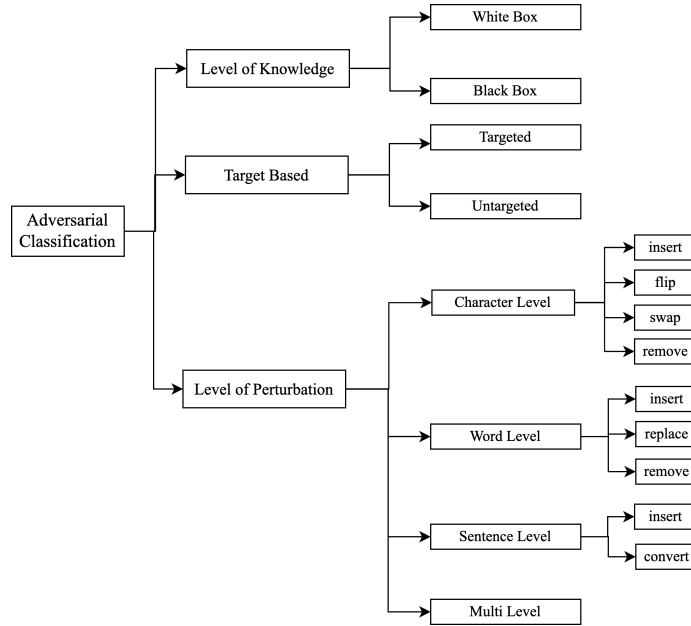 White Box
Level of Knowledge
Black Box
Targeted
Target Based
Untargeted
Adversarial
Classification
insert
flip
Character Level
swap
remove
Level of Perturbation
insert
Word Level
replace
remove
insert
Sentence Level
convert
Multi Level